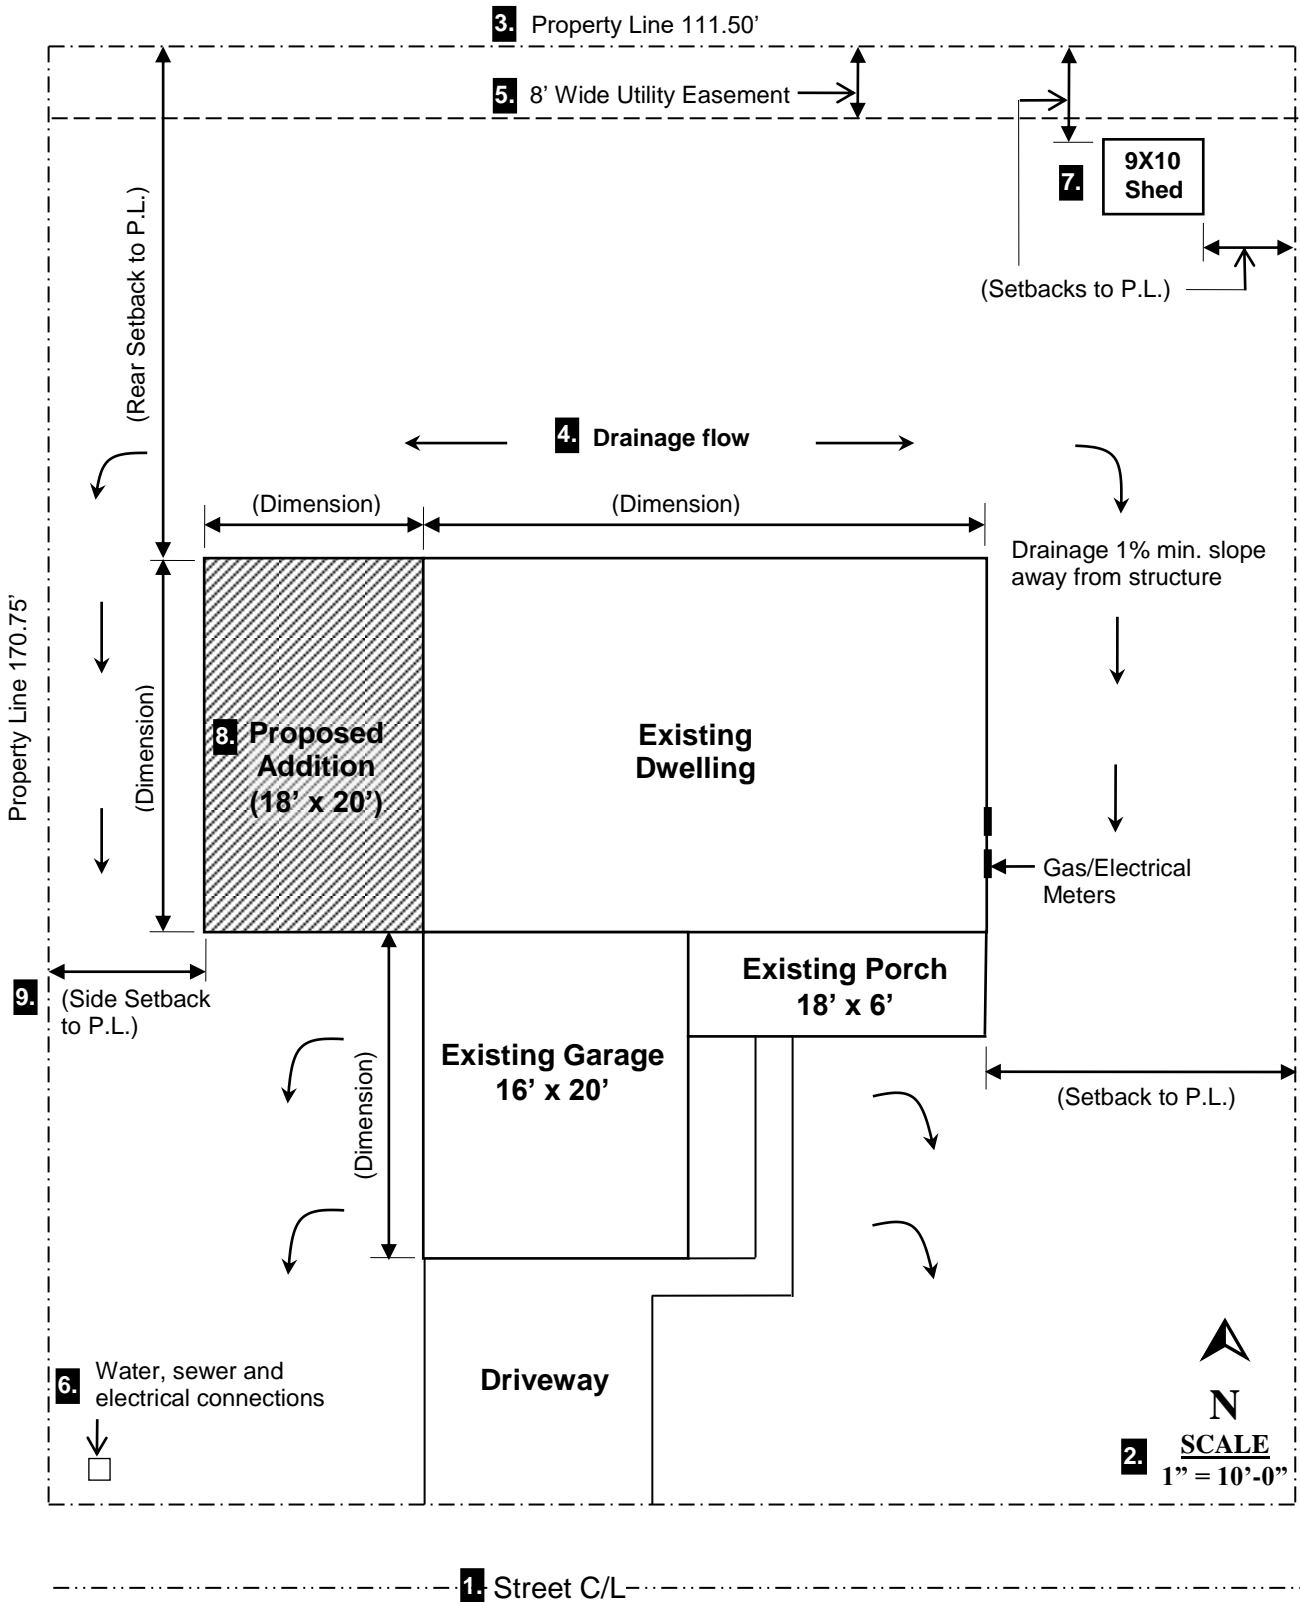 3. Property Line 111.50’
5. 8’ Wide Utility Easement
9X10
Shed
7.
(Setbacks to P.L.)
(Rear Setback to P.L.)
4. Drainage flow
(Dimension)
(Dimension)
Drainage 1% min. slope
away from structure
Property Line 170.75’
(Dimension)
8. Proposed
Addition
(18’ x 20’)
Existing
Dwelling
Gas/Electrical
Meters
9. (Side Setback
to P.L.)
Existing Porch
18’ x 6’
Existing Garage
16’ x 20’
(Dimension)
(Setback to P.L.)
6. Water, sewer and
electrical connections
Driveway
N
2. SCALE
1” = 10’-0”
1. Street C/L